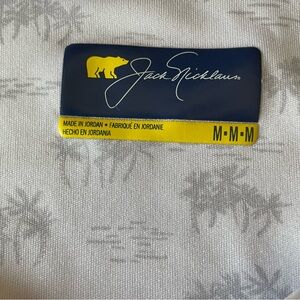 Jack Nicklaus
MADE IN JORDAN • FABRIQUÉ EN JORDANIE
HECHO EN JORDANIA
M•M•M